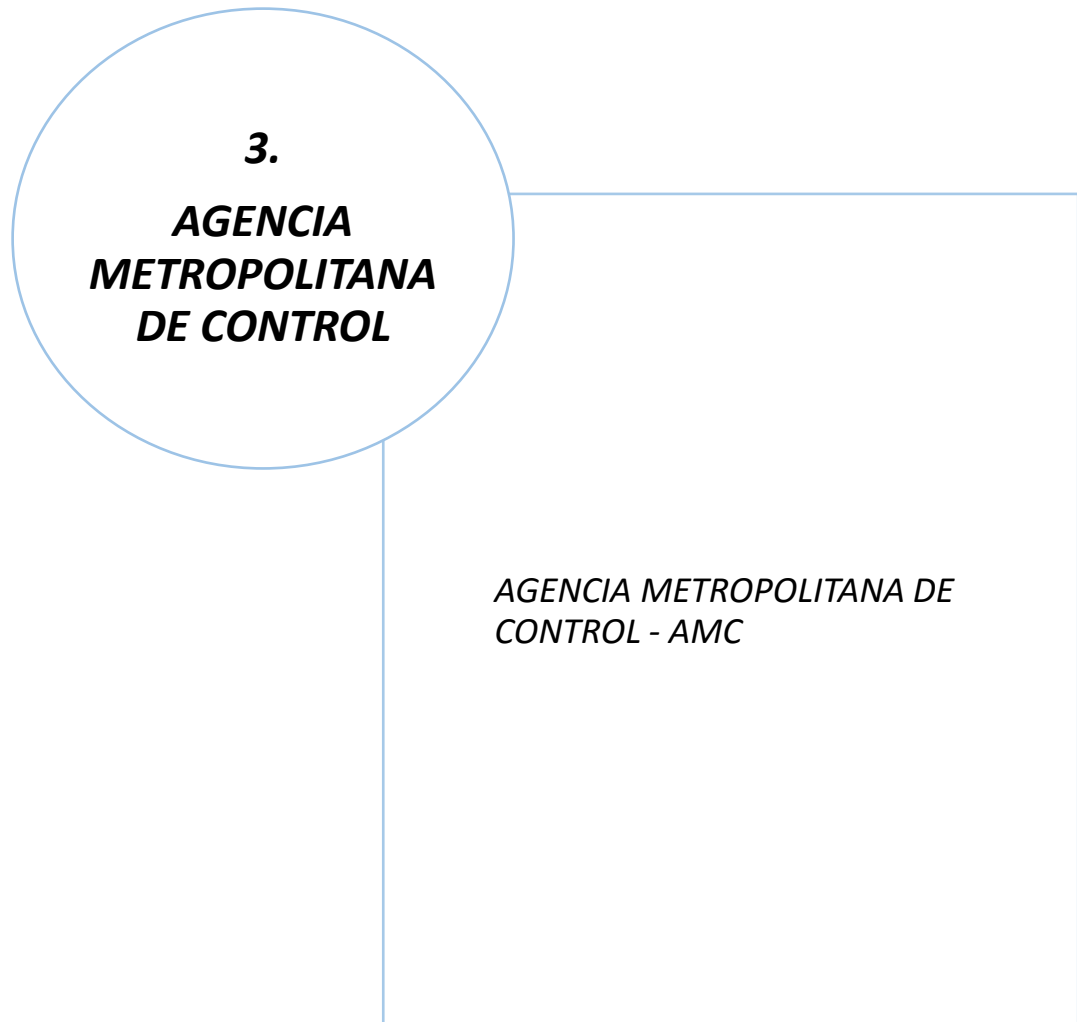 3.
AGENCIA
METROPOLITANA
DE CONTROL
AGENCIA METROPOLITANA DE
CONTROL - AMC